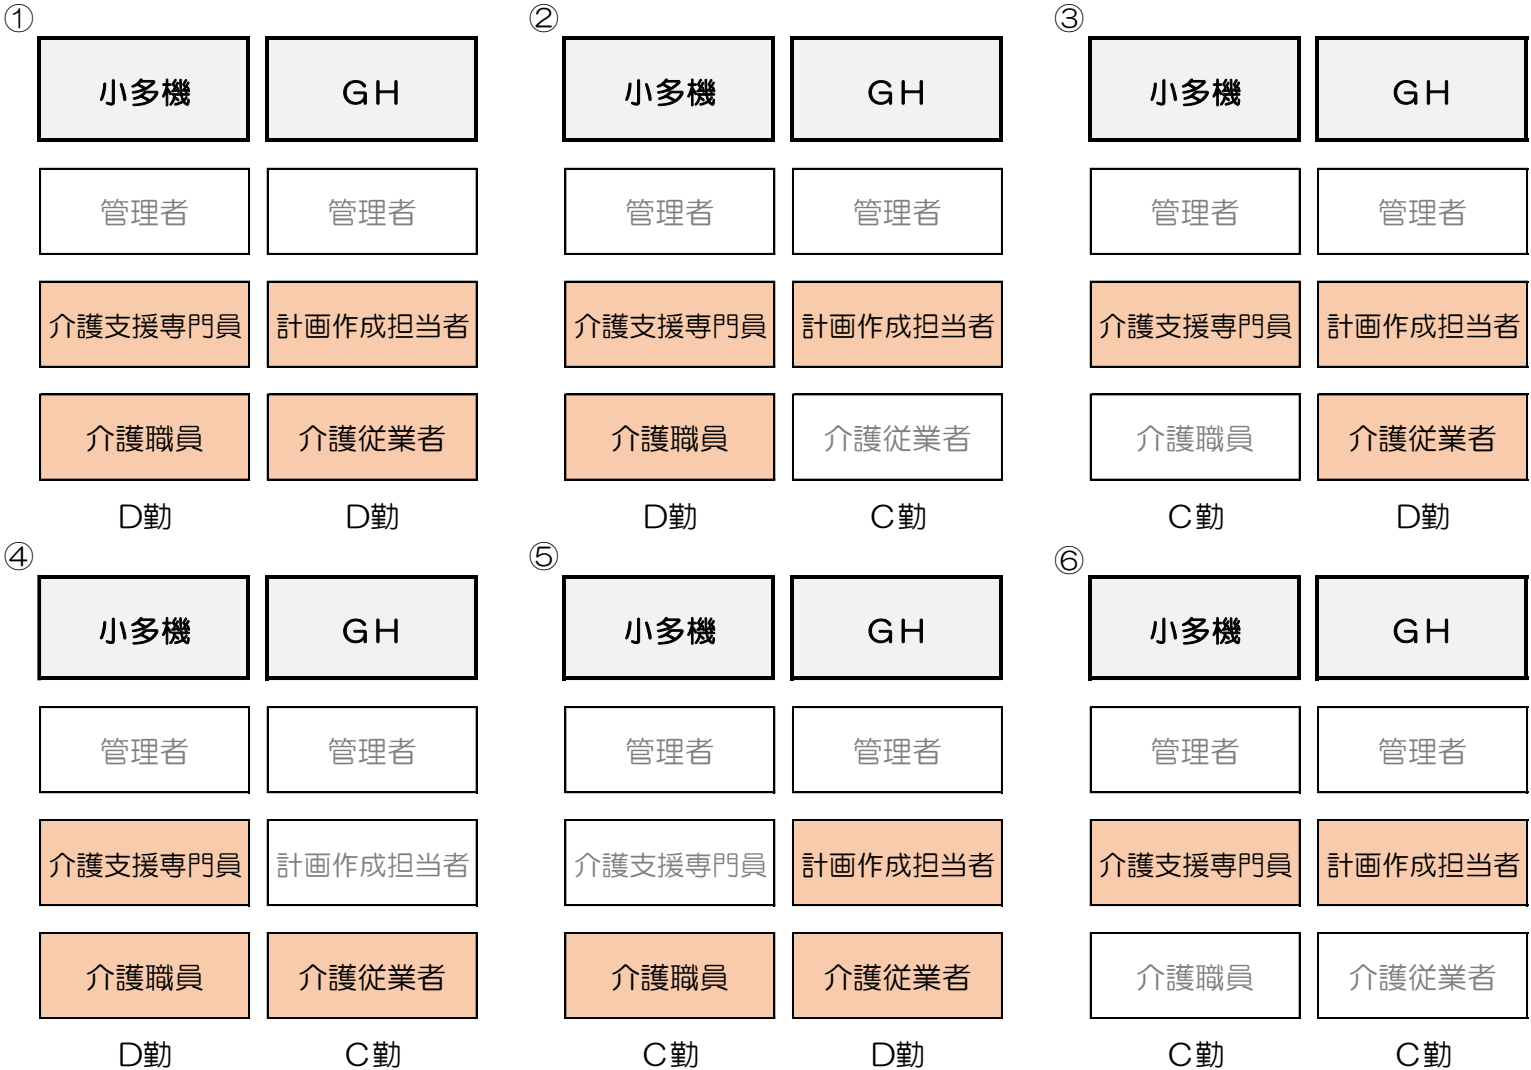 ① ② ③
小多機 GH 小多機 GH 小多機 GH
管理者 管理者 管理者 管理者 管理者 管理者
介護支援専門員 計画作成担当者 介護支援専門員 計画作成担当者 介護支援専門員 計画作成担当者
介護職員 介護従業者 介護職員 介護従業者 介護職員 介護従業者
D勤 D勤 D勤 C勤 C勤 D勤
④ ⑤ ⑥
小多機 GH 小多機 GH 小多機 GH
管理者 管理者 管理者 管理者 管理者 管理者
介護支援専門員 計画作成担当者 介護支援専門員 計画作成担当者 介護支援専門員 計画作成担当者
介護職員 介護従業者 介護職員 介護従業者 介護職員 介護従業者
D勤 C勤 C勤 D勤 C勤 C勤